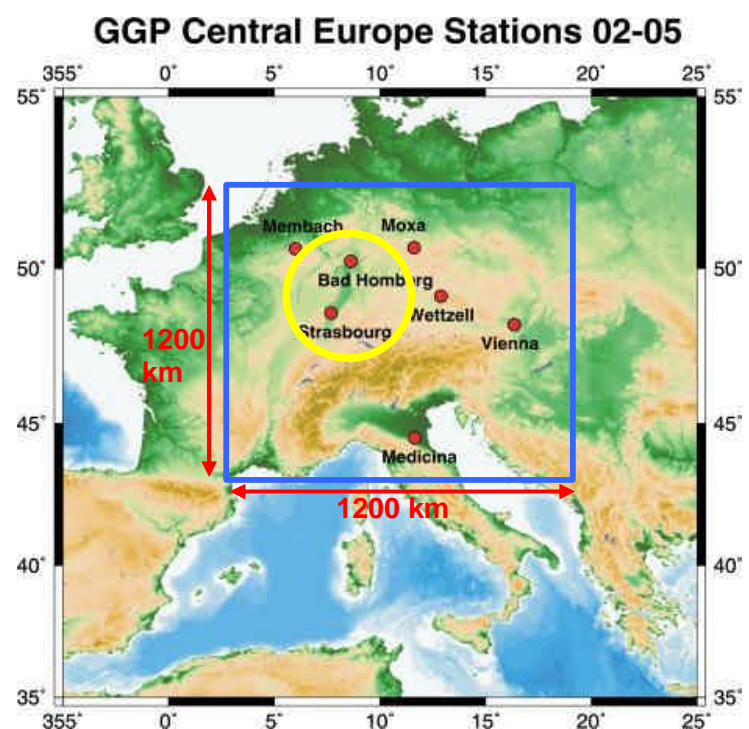 GGP Central Europe Stations 02-05
355˚ 0˚ 5˚ 10˚ 15˚ 20˚ 25˚
55˚ 55˚
Membach Moxa
50˚ 50˚
Bad Homberg
Wettzell
Strasbourg
1200
km
Vienna
45˚ 45˚
Medicina
1200 km
40˚ 40˚
35˚ 35˚
355˚ 0˚ 5˚ 10˚ 15˚ 20˚ 25˚